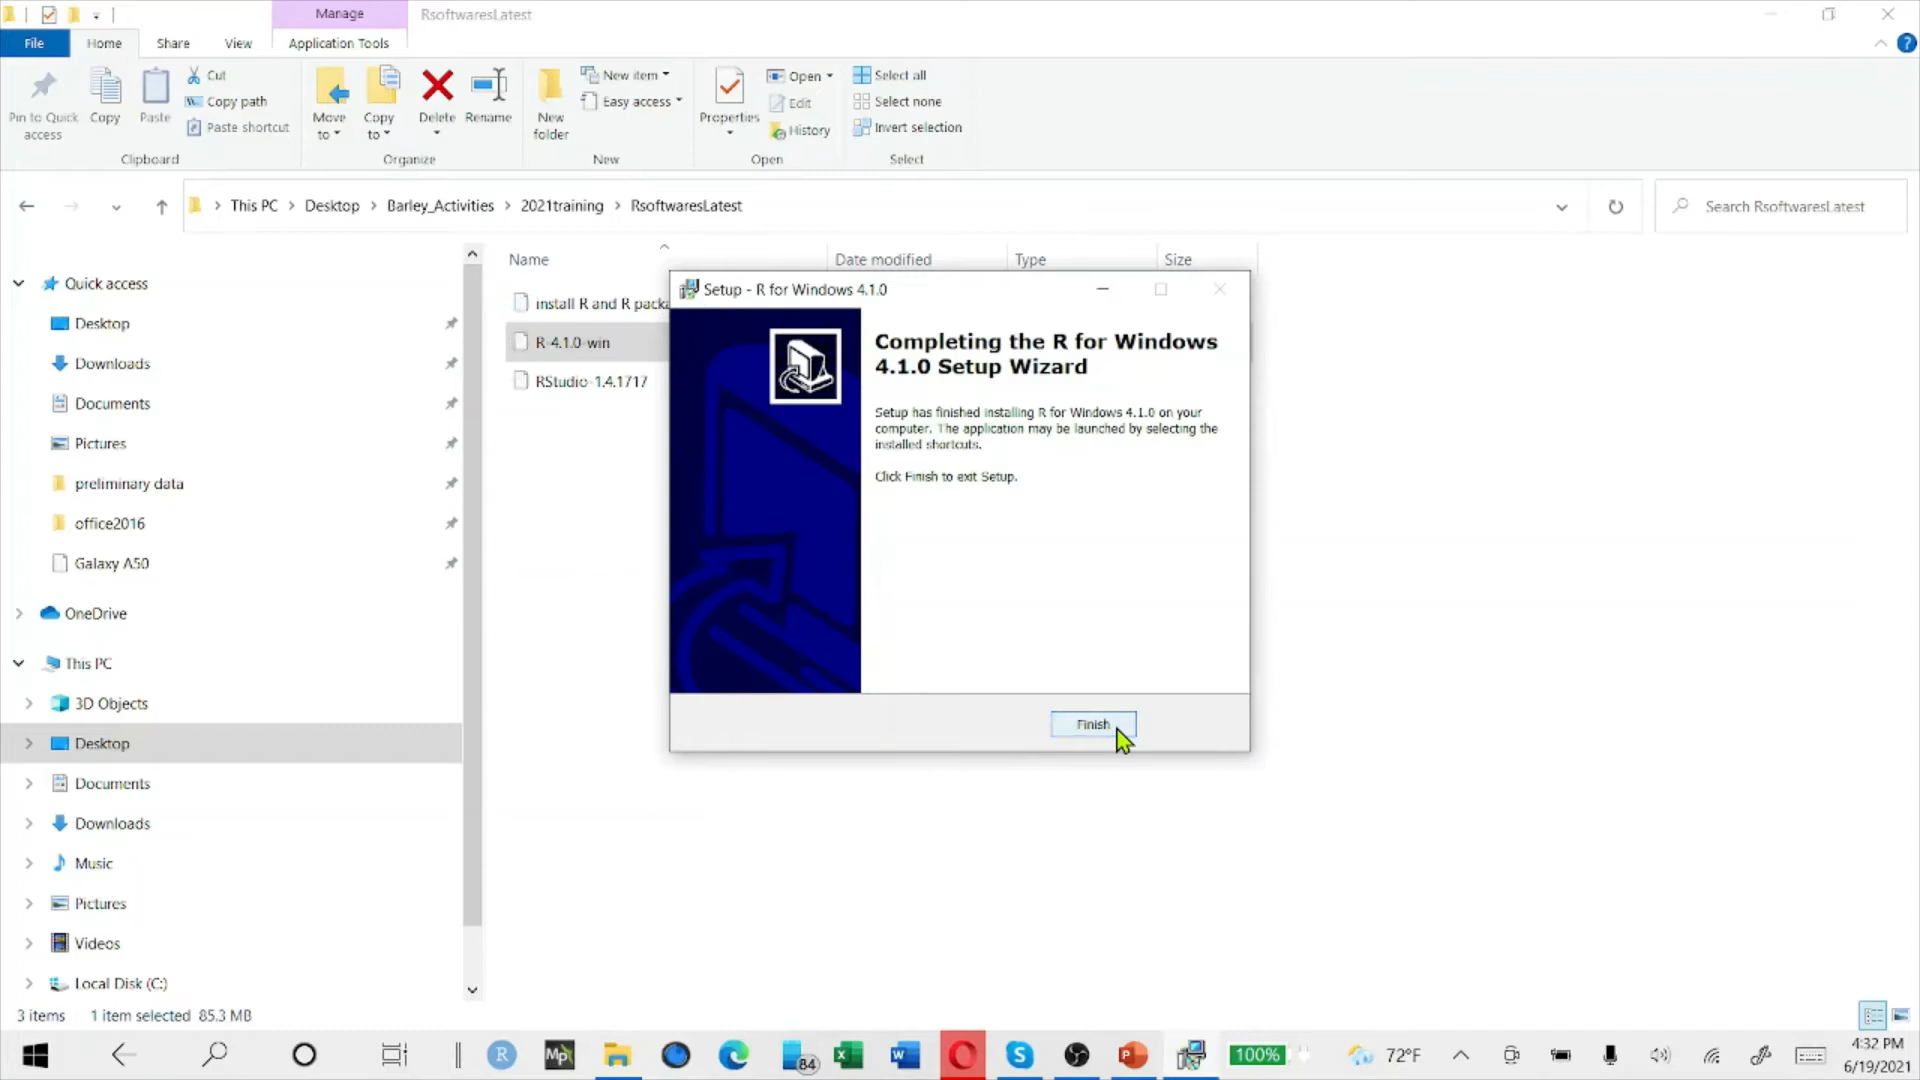 Manage
RsoftwaresLatest
File
Home
Share
View
Application Tools
Pin to Quick access
Copy
Paste
Cut
Copy path
Paste shortcut
Clipboard
Move to
Copy to
Delete
Rename
Organize
New folder
New item
Easy access
New
Properties
Open
Edit
History
Open
Select all
Select none
Invert selection
Select
This PC > Desktop > Barley_Activities > 2021training > RsoftwaresLatest
Search RsoftwaresLatest
Quick access
Desktop
Downloads
Documents
Pictures
preliminary data
office2016
Galaxy A50
OneDrive
This PC
3D Objects
Desktop
Documents
Downloads
Music
Pictures
Videos
Local Disk (C:)
Name
Date modified
Type
Size
install R and R packa
R-4.1.0-win
RStudio-1.4.1717
Setup - R for Windows 4.1.0
Completing the R for Windows
4.1.0 Setup Wizard
Setup has finished installing R for Windows 4.1.0 on your
computer. The application may be launched by selecting the
installed shortcuts.
Click Finish to exit Setup.
Finish
3 items
1 item selected 85.3 MB
84
100%
72°F
4:32 PM
6/19/2021